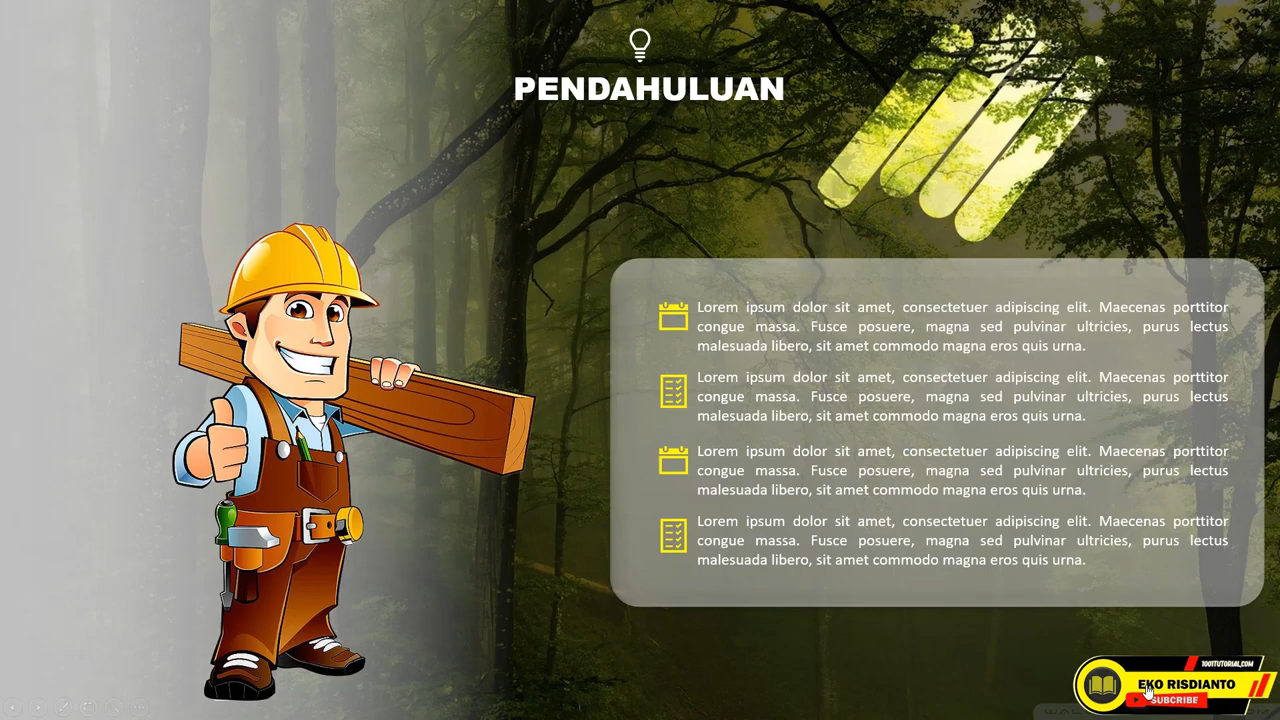 PENDAHULUAN
Lorem ipsum dolor sit amet, consectetuer adipiscing elit. Maecenas porttitor
congue massa. Fusce posuere, magna sed pulvinar ultricies, purus lectus
malesuada libero, sit amet commodo magna eros quis urna.
Lorem ipsum dolor sit amet, consectetuer adipiscing elit. Maecenas porttitor
congue massa. Fusce posuere, magna sed pulvinar ultricies, purus lectus
malesuada libero, sit amet commodo magna eros quis urna.
Lorem ipsum dolor sit amet, consectetuer adipiscing elit. Maecenas porttitor
congue massa. Fusce posuere, magna sed pulvinar ultricies, purus lectus
malesuada libero, sit amet commodo magna eros quis urna.
Lorem ipsum dolor sit amet, consectetuer adipiscing elit. Maecenas porttitor
congue massa. Fusce posuere, magna sed pulvinar ultricies, purus lectus
malesuada libero, sit amet commodo magna eros quis urna.
1001TUTORIAL.COM
EKO RISDIANTO
SUBSCRIBE